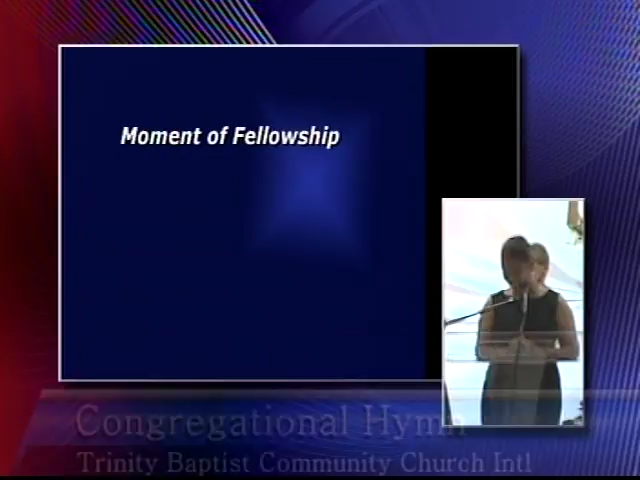 Moment of Fellowship
Congregational Hymn
Trinity Baptist Community Church Intl